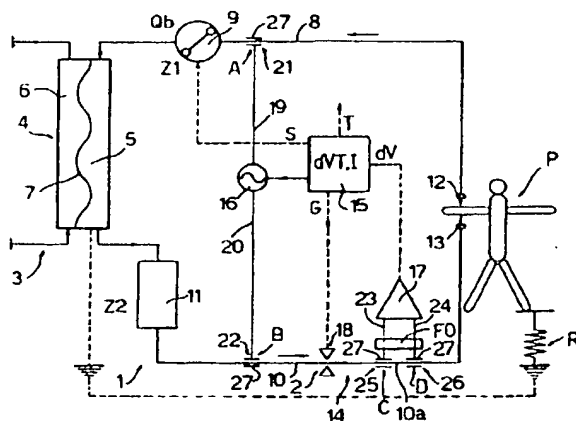 Qb 9 27 8
6
Z1 A 21
12 P
4 5 19 T
S
dVT,I dV
7 16 15
G 13
3 20 17
11 18 23 24
Z2 22 B FO R
27 27
1 27 10 2 14 25 10a D 26
C